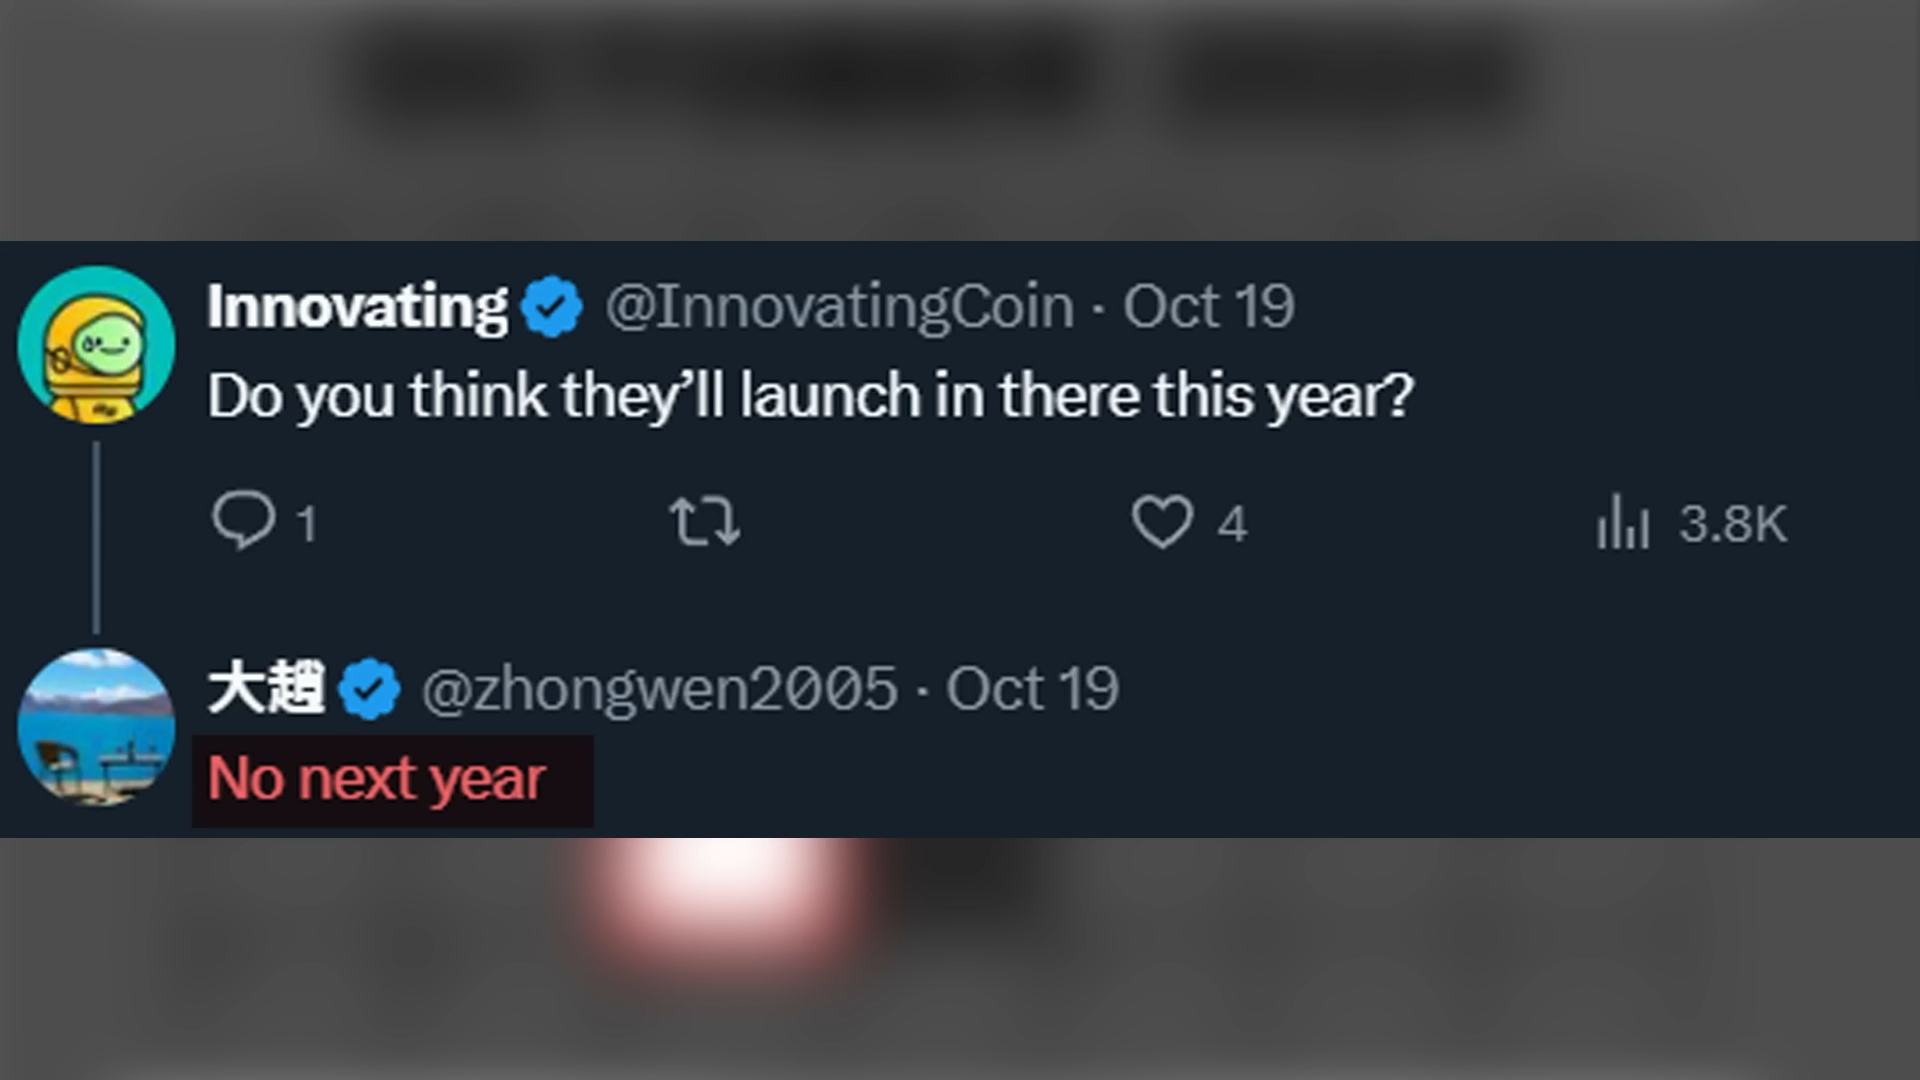 Innovating @InnovatingCoin · Oct 19
Do you think they’ll launch in there this year?
1 4 3.8K
大趙 @zhongwen2005 · Oct 19
No next year